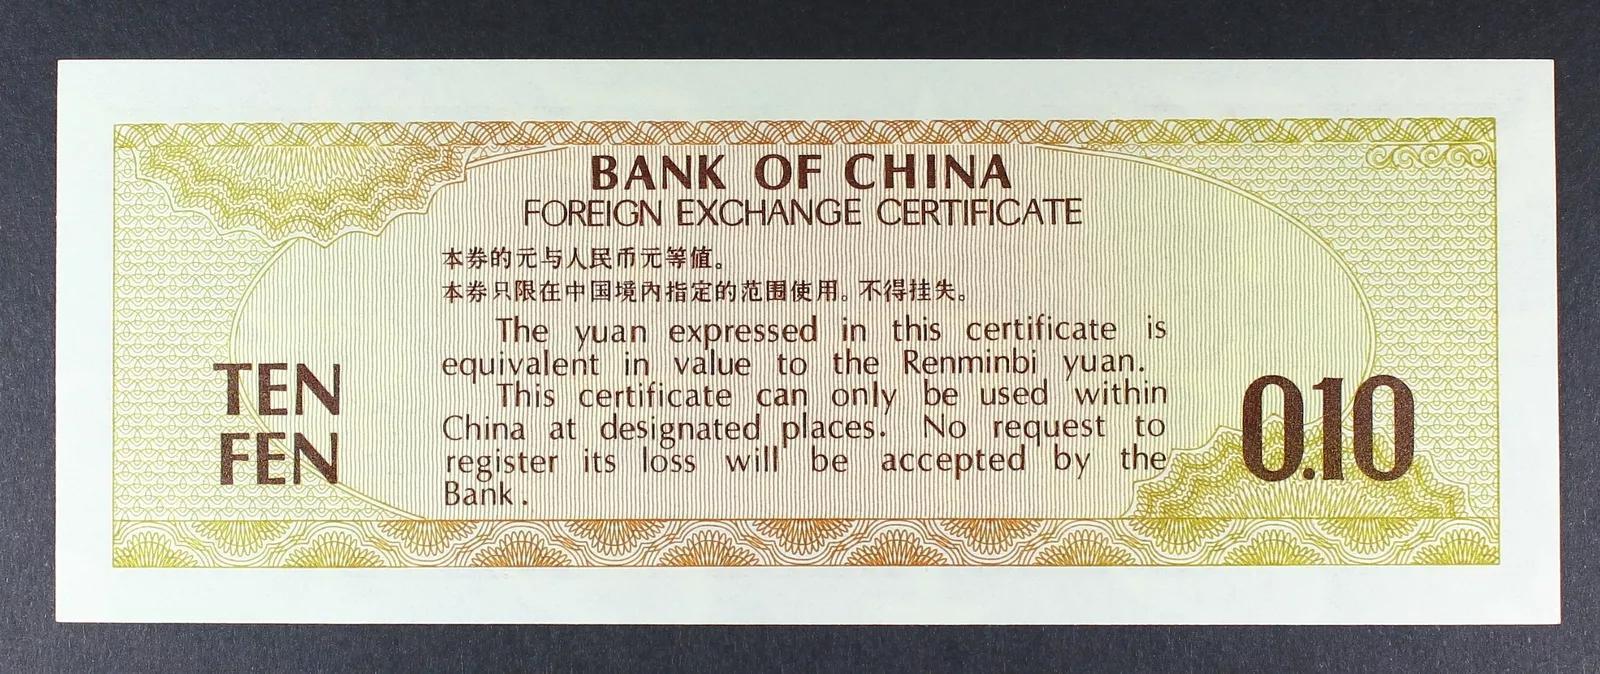 BANK OF CHINA
FOREIGN EXCHANGE CERTIFICATE
本券的元与人民币元等值。
本券只限在中国境内指定的范围使用。不得挂失。
The yuan expressed in this certificate is
equivalent in value to the Renminbi yuan.
This certificate can only be used within
China at designated places. No request to
register its loss will be accepted by the
Bank.
TEN
FEN
0.10